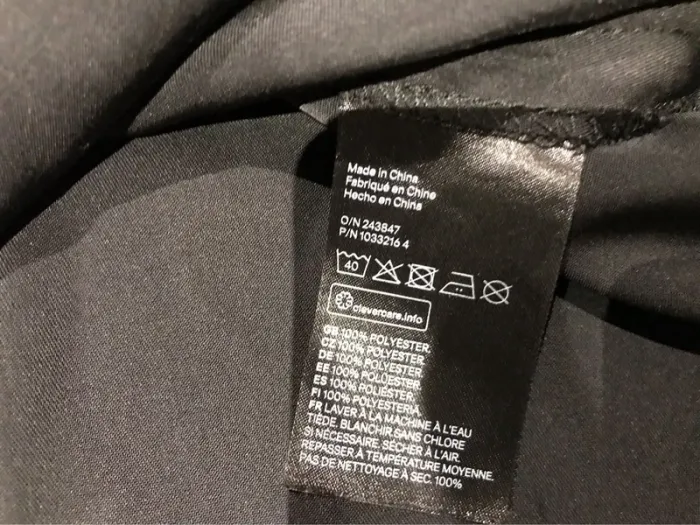 Made in China
Fabriqué en Chine
Hecho en China
O/N 243847
P/N 1033216 4
40
clevercare.info
GB 100% POLYESTER.
CZ 100% POLYESTER.
DE 100% POLYESTER
EE 100% POLÜESTER.
ES 100% POLIÉSTER.
FI 100% POLYESTERIA.
FR LAVER À LA MACHINE À L'EAU
TIÈDE. BLANCHIR SANS CHLORE
SI NÉCESSAIRE. SÉCHER À L'AIR.
REPASSER À TEMPÉRATURE MOYENNE.
PAS DE NETTOYAGE À SEC. 100%